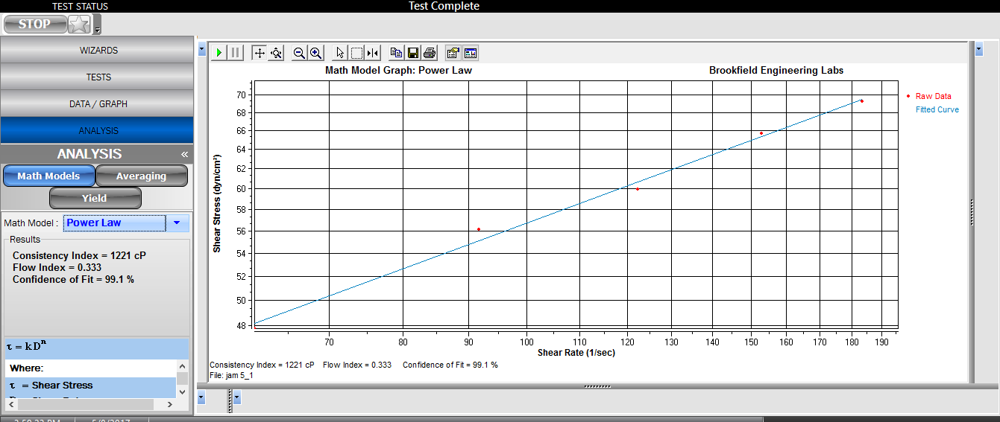 TEST STATUS
Test Complete
STOP
WIZARDS
TESTS
DATA / GRAPH
ANALYSIS
ANALYSIS «
Math Models Averaging
Yield
Math Model : Power Law
Results
Consistency Index = 1221 cP
Flow Index = 0.333
Confidence of Fit = 99.1 %
τ = k Dⁿ
Where:
τ = Shear Stress
Math Model Graph: Power Law
Brookfield Engineering Labs
Raw Data
Fitted Curve
Shear Stress (dyn/cm²)
70
68
66
64
62
60
58
56
54
52
50
48
70 80 90 100 110 120 130 140 150 160 170 180 190
Shear Rate (1/sec)
Consistency Index = 1221 cP Flow Index = 0.333 Confidence of Fit = 99.1 %
File: jam 5_1